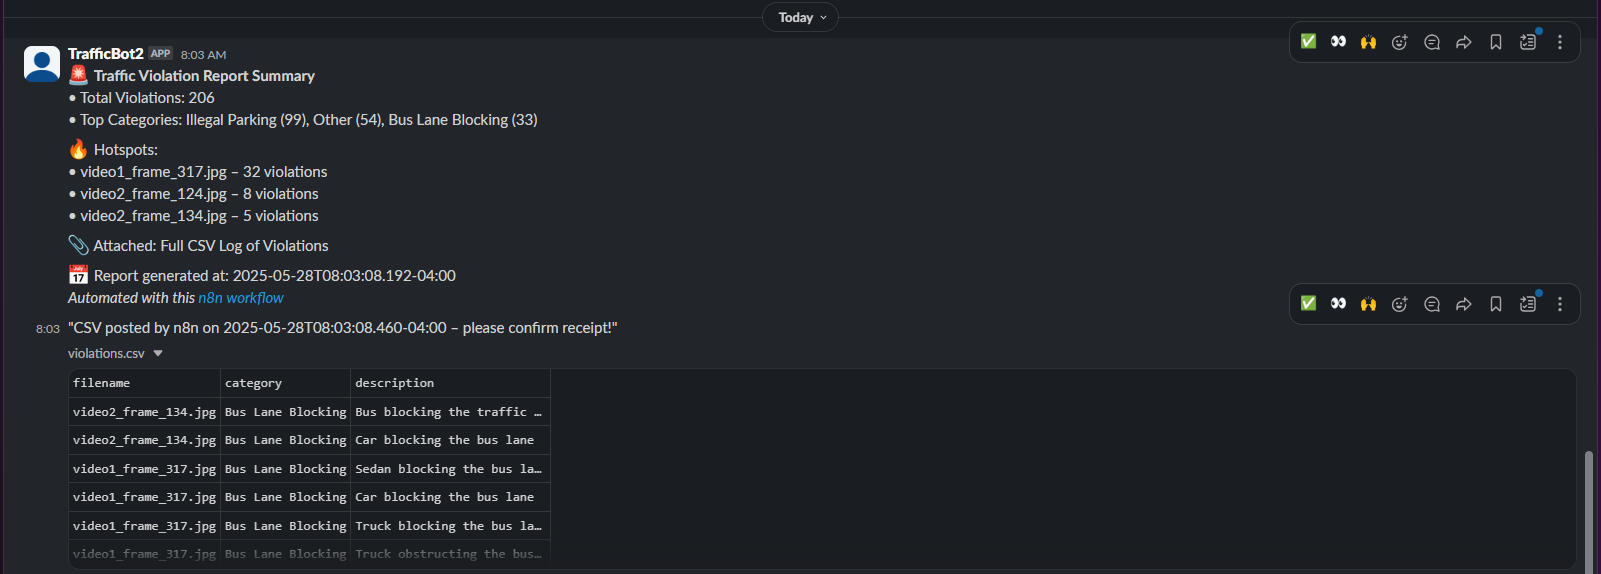 Today
TrafficBot2 APP 8:03 AM
Traffic Violation Report Summary
• Total Violations: 206
• Top Categories: Illegal Parking (99), Other (54), Bus Lane Blocking (33)
Hotspots:
• video1_frame_317.jpg – 32 violations
• video2_frame_124.jpg – 8 violations
• video2_frame_134.jpg – 5 violations
Attached: Full CSV Log of Violations
Report generated at: 2025-05-28T08:03:08.192-04:00
Automated with this n8n workflow
8:03 "CSV posted by n8n on 2025-05-28T08:03:08.460-04:00 – please confirm receipt!"
violations.csv
filename category description
video2_frame_134.jpg Bus Lane Blocking Bus blocking the traffic …
video2_frame_134.jpg Bus Lane Blocking Car blocking the bus lane
video1_frame_317.jpg Bus Lane Blocking Sedan blocking the bus la…
video1_frame_317.jpg Bus Lane Blocking Car blocking the bus lane
video1_frame_317.jpg Bus Lane Blocking Truck blocking the bus la…
video1_frame_317.jpg Bus Lane Blocking Truck obstructing the bus…